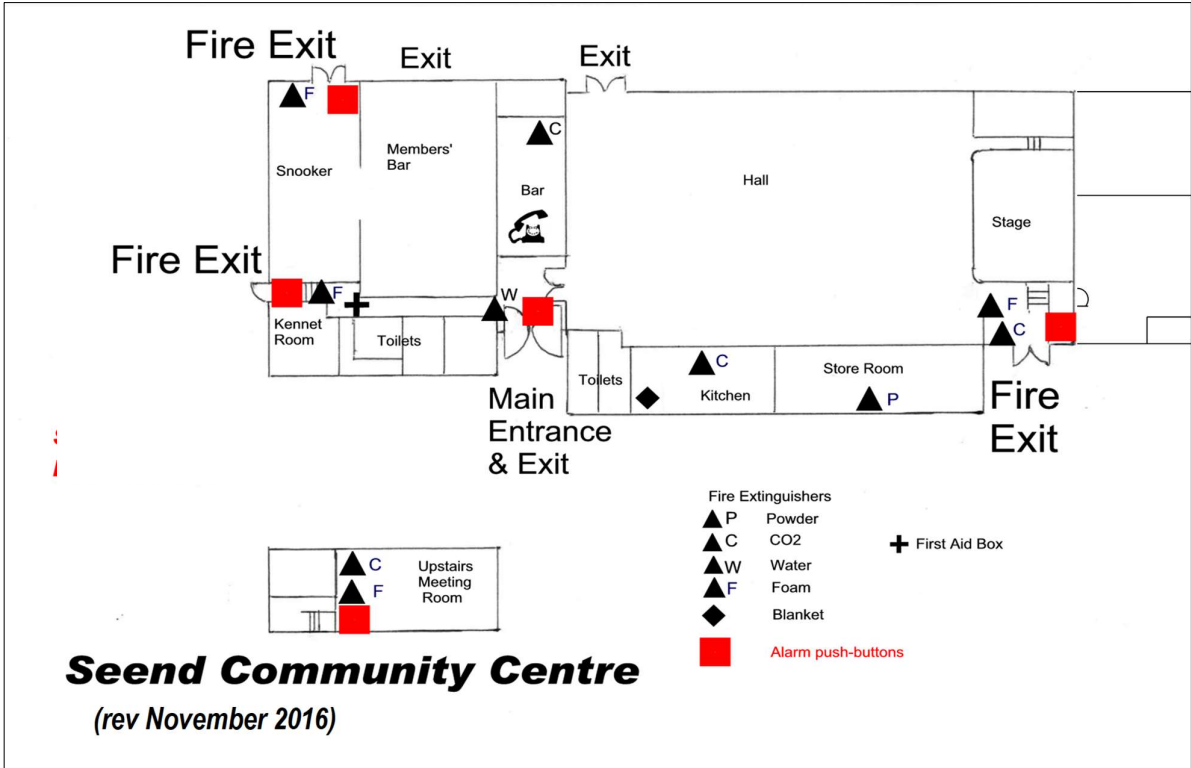 Fire Exit
Exit
Exit
F
C
Members'
Bar
Snooker
Hall
Bar
Stage
Fire Exit
F
W
F
Kennet
Room
Toilets
C
C
Store Room
Toilets
Kitchen
P
Main
Entrance
& Exit
Fire
Exit
Fire Extinguishers
P Powder
C CO2
First Aid Box
W Water
F Foam
Blanket
Alarm push-buttons
C
F
Upstairs
Meeting
Room
Seend Community Centre
(rev November 2016)